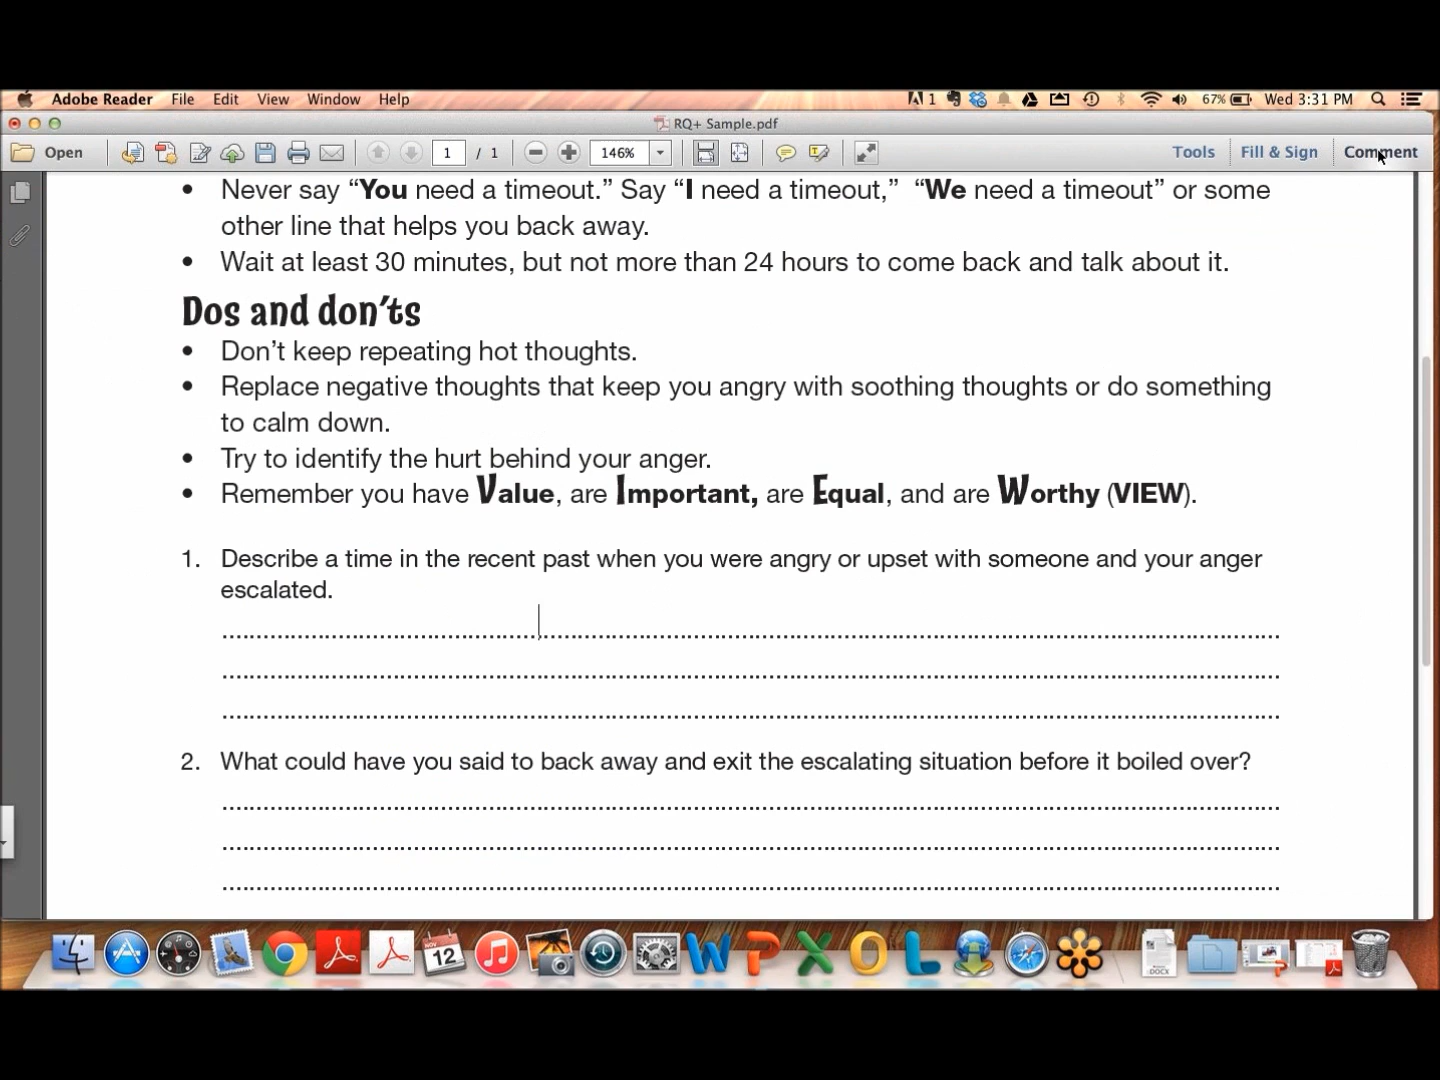 Adobe Reader File Edit View Window Help 1 67% Wed 3:31 PM
RQ+ Sample.pdf
Open 1 / 1 146% Tools Fill & Sign Comment
• Never say “You need a timeout.” Say “I need a timeout,” “We need a timeout” or some
other line that helps you back away.
• Wait at least 30 minutes, but not more than 24 hours to come back and talk about it.
Dos and don’ts
• Don’t keep repeating hot thoughts.
• Replace negative thoughts that keep you angry with soothing thoughts or do something
to calm down.
• Try to identify the hurt behind your anger.
• Remember you have Value, are Important, are Equal, and are Worthy (VIEW).
1. Describe a time in the recent past when you were angry or upset with someone and your anger
escalated.
2. What could have you said to back away and exit the escalating situation before it boiled over?
NOV
12
W P X O L
DOCX